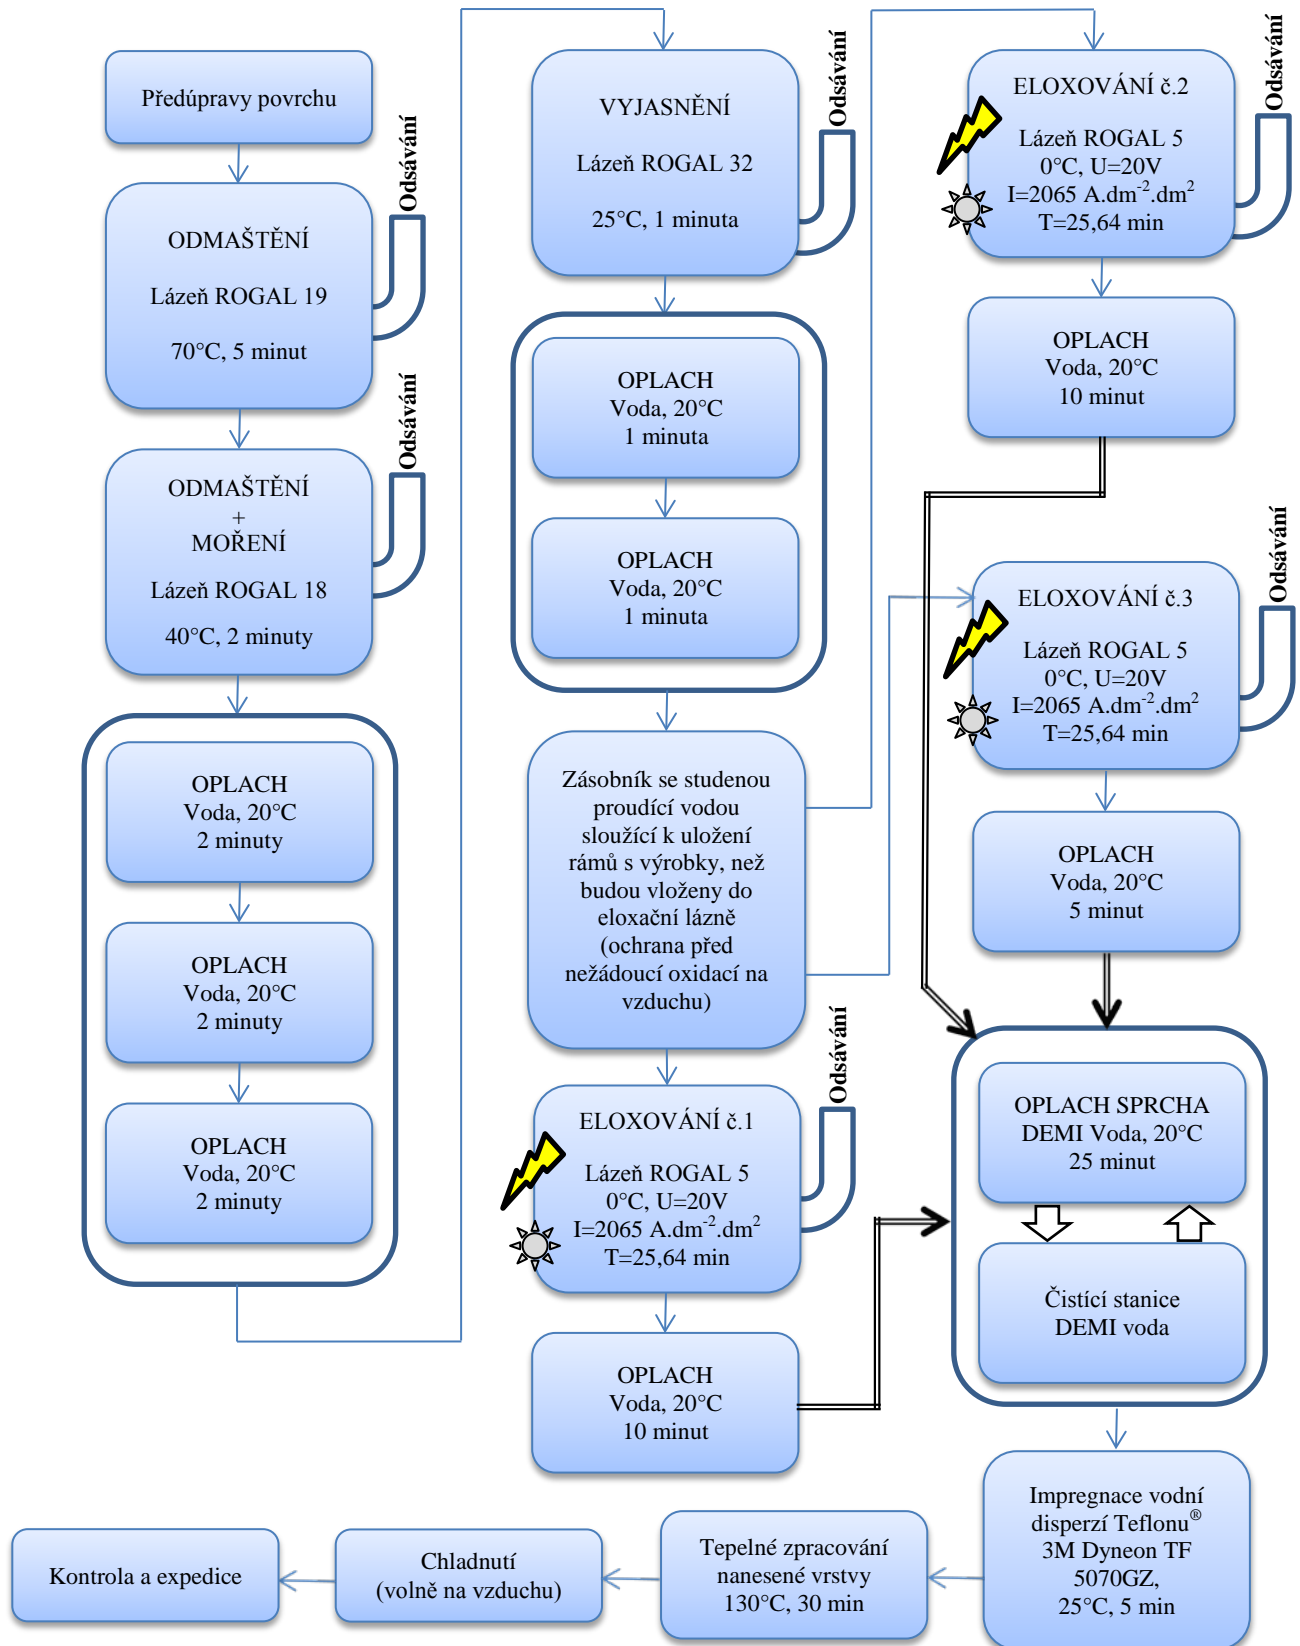 Předúpravy povrchu
Odsávání
ODMAŠTĚNÍ
Lázeň ROGAL 19
70°C, 5 minut
Odsávání
ODMAŠTĚNÍ
+
MOŘENÍ
Lázeň ROGAL 18
40°C, 2 minuty
OPLACH
Voda, 20°C
2 minuty
OPLACH
Voda, 20°C
2 minuty
OPLACH
Voda, 20°C
2 minuty
Odsávání
VYJASNĚNÍ
Lázeň ROGAL 32
25°C, 1 minuta
OPLACH
Voda, 20°C
1 minuta
OPLACH
Voda, 20°C
1 minuta
Zásobník se studenou
proudící vodou
sloužící k uložení
rámů s výrobky, než
budou vloženy do
eloxační lázně
(ochrana před
nežádoucí oxidací na
vzduchu)
Odsávání
ELOXOVÁNÍ č.1
Lázeň ROGAL 5
0°C, U=20V
I=2065 A.dm⁻².dm²
T=25,64 min
OPLACH
Voda, 20°C
10 minut
Odsávání
ELOXOVÁNÍ č.2
Lázeň ROGAL 5
0°C, U=20V
I=2065 A.dm⁻².dm²
T=25,64 min
OPLACH
Voda, 20°C
10 minut
Odsávání
ELOXOVÁNÍ č.3
Lázeň ROGAL 5
0°C, U=20V
I=2065 A.dm⁻².dm²
T=25,64 min
OPLACH
Voda, 20°C
5 minut
OPLACH SPRCHA
DEMI Voda, 20°C
25 minut
Čistící stanice
DEMI voda
Impregnace vodní
disperzí Teflonu®
3M Dyneon TF
5070GZ,
25°C, 5 min
Tepelné zpracování
nanesené vrstvy
130°C, 30 min
Chladnutí
(volně na vzduchu)
Kontrola a expedice